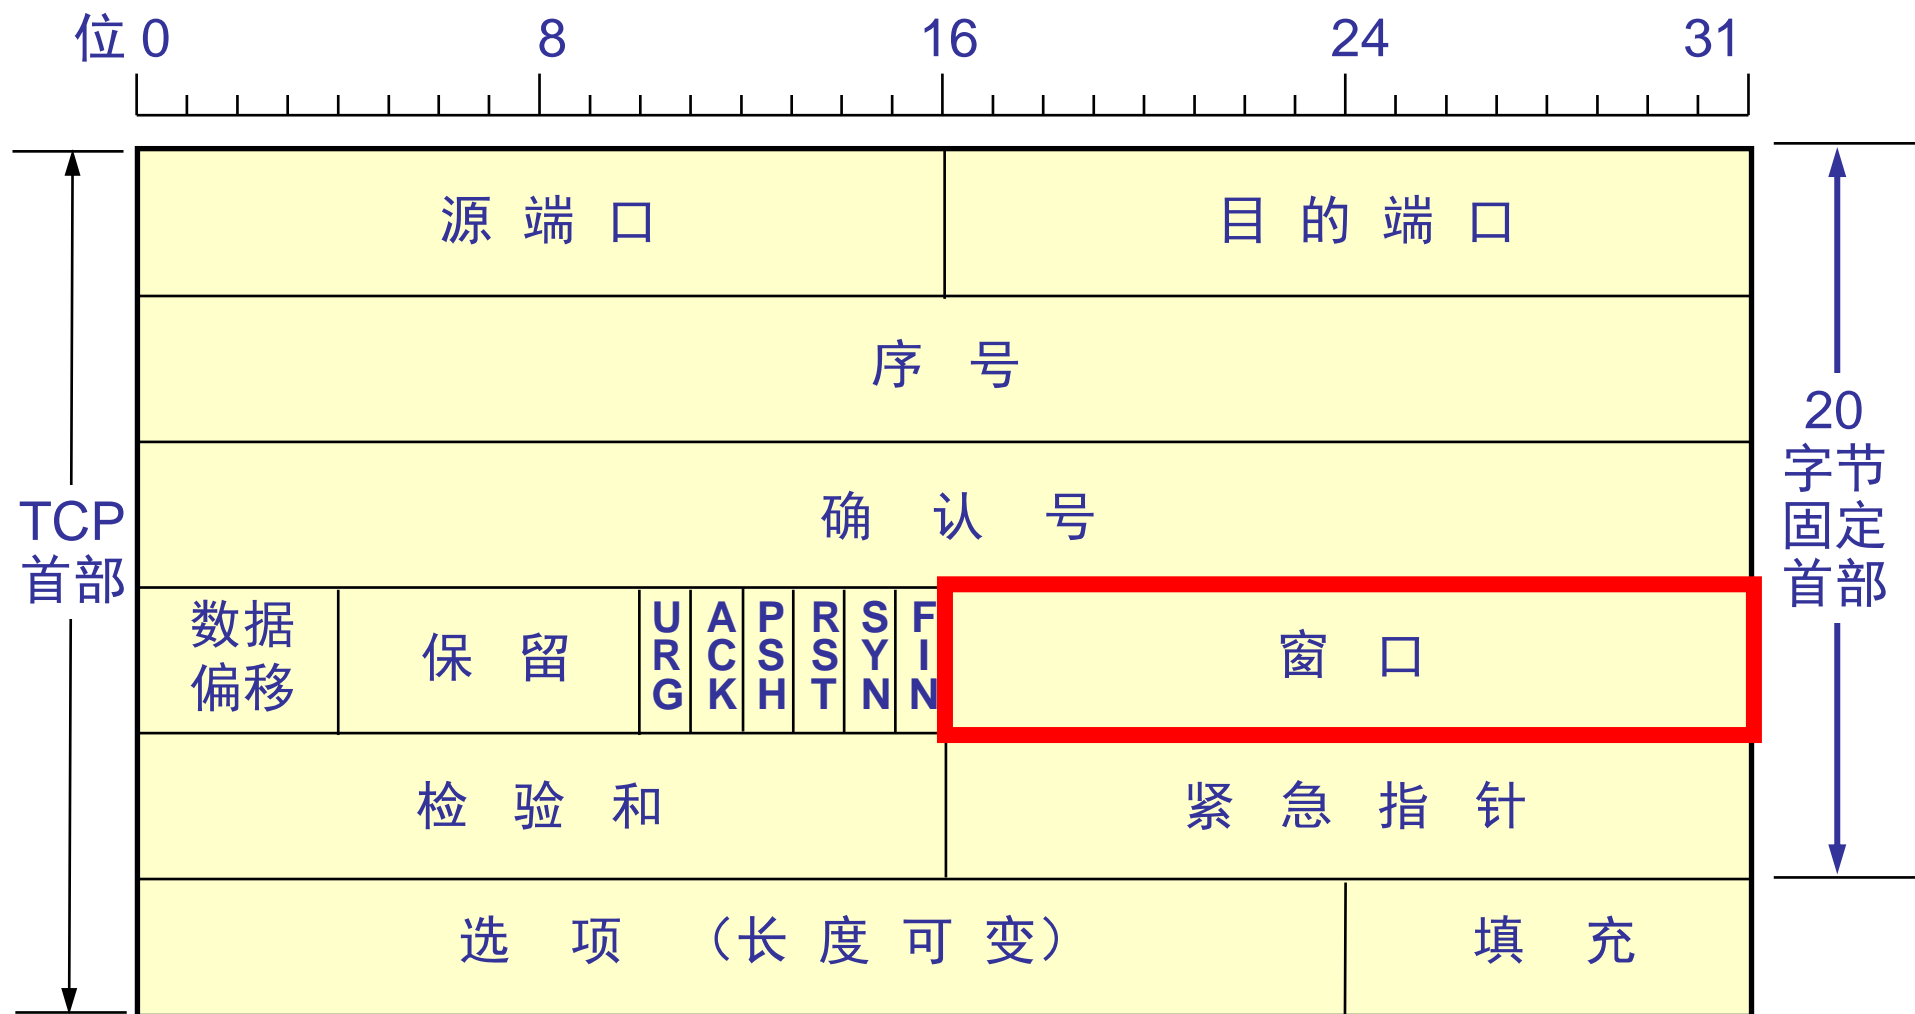 位 0 8 16 24 31
源端口 目的端口
序号
确认号
TCP
首部
20
字节
固定
首部
数据
偏移
保留
URG
ACK
PSH
RST
SYN
FIN
窗口
检验和 紧急指针
选项（长度可变） 填充